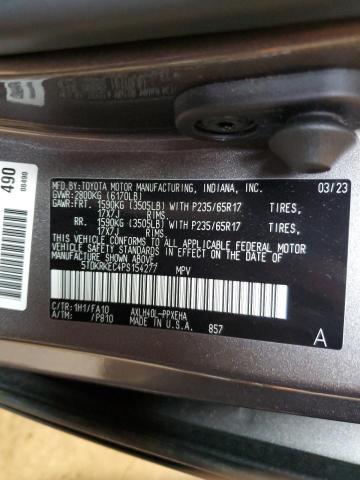 490
08490
MFD.BY: TOYOTA MOTOR MANUFACTURING, INDIANA, INC. 03/23
GVWR: 2800KG (6170LB)
GAWR:FRT. 1590KG (3505LB) WITH P235/65R17 TIRES,
17X7J RIMS,
RR. 1590KG (3505LB) WITH P235/65R17 TIRES,
17X7J RIMS,
THIS VEHICLE CONFORMS TO ALL APPLICABLE FEDERAL MOTOR
VEHICLE SAFETY STANDARDS IN EFFECT ON THE DATE OF
MANUFACTURE SHOWN ABOVE.
5TDKRKEC4PS154277 MPV
C/TR: 1H1/FA10 AXLH40L-PPXEHA
A/TM: /P810 MADE IN U.S.A. 857
A